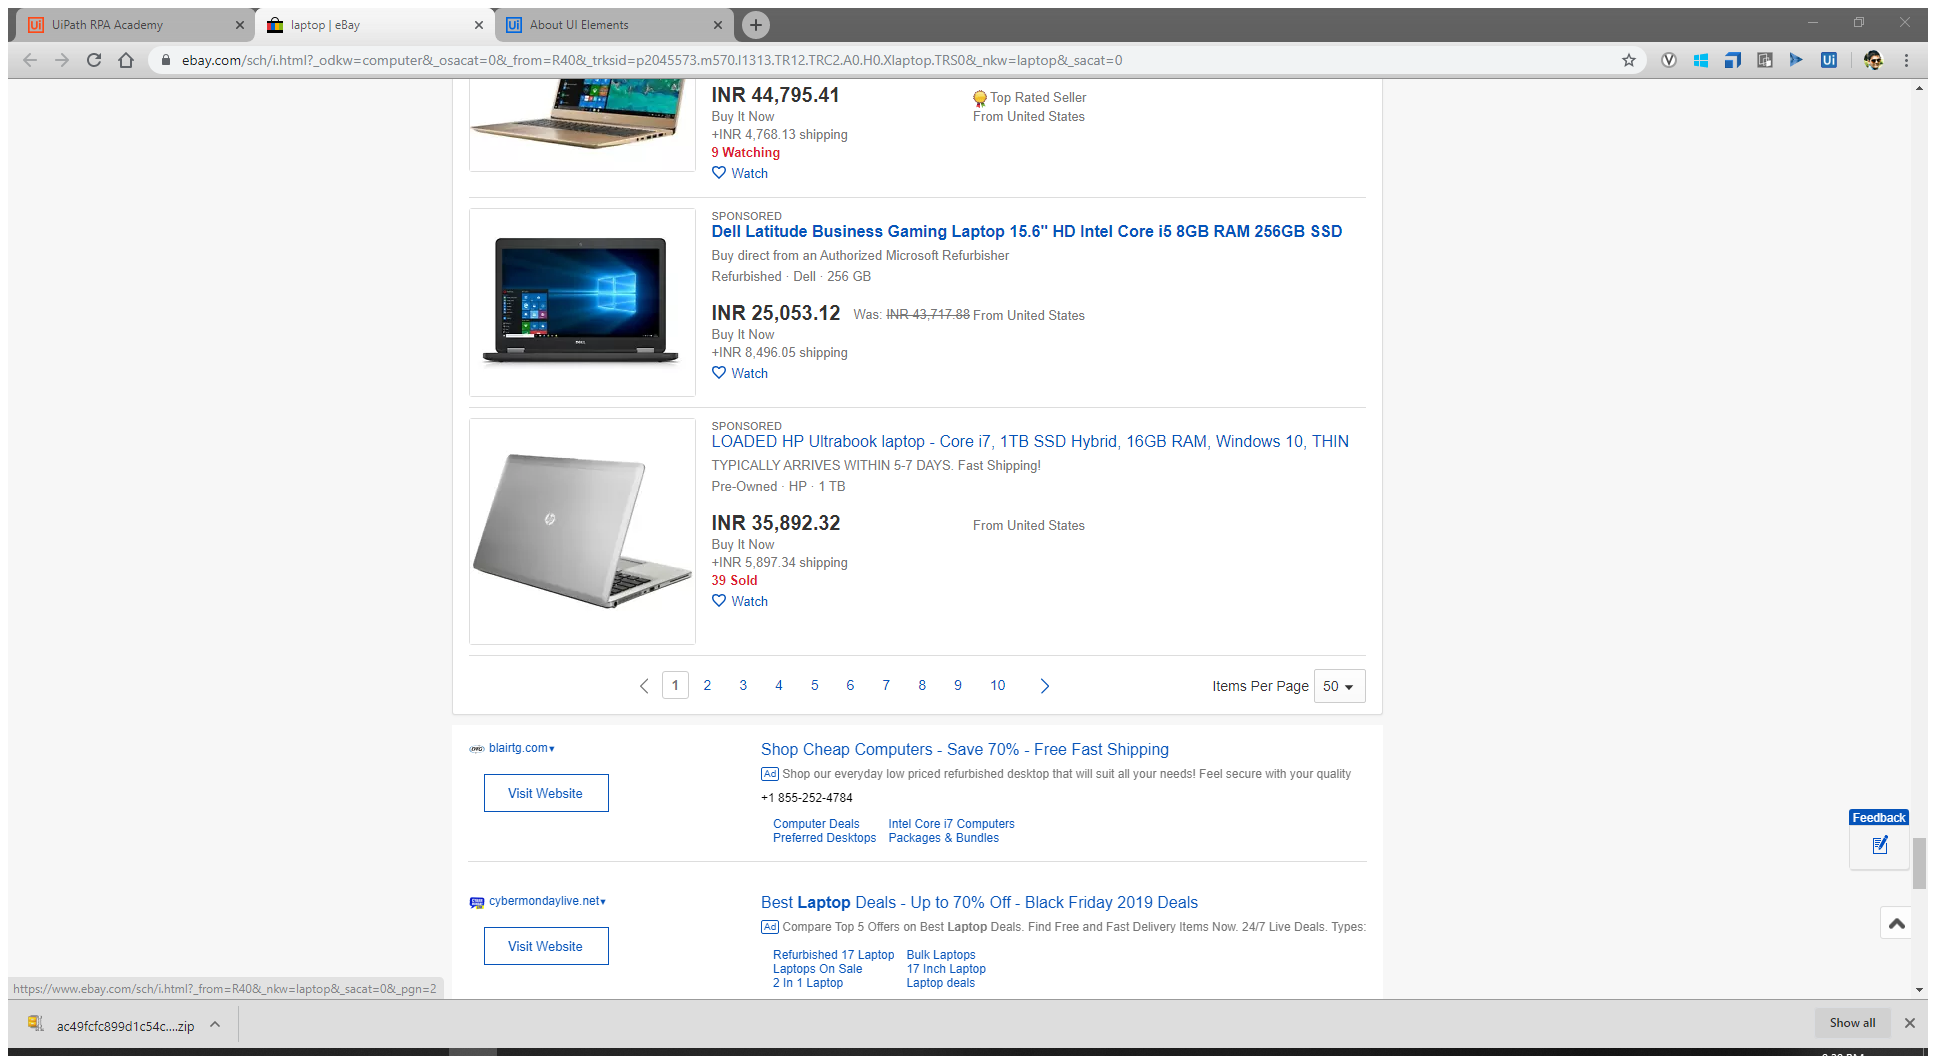 UiPath RPA Academy
laptop | eBay
About UI Elements
ebay.com/sch/i.html?_odkw=computer&_osacat=0&_from=R40&_trksid=p2045573.m570.l1313.TR12.TRC2.A0.H0.Xlaptop.TRS0&_nkw=laptop&_sacat=0
INR 44,795.41
Top Rated Seller
Buy It Now
From United States
+INR 4,768.13 shipping
9 Watching
Watch
SPONSORED
Dell Latitude Business Gaming Laptop 15.6" HD Intel Core i5 8GB RAM 256GB SSD
Buy direct from an Authorized Microsoft Refurbisher
Refurbished · Dell · 256 GB
INR 25,053.12 Was: INR 43,717.88 From United States
Buy It Now
+INR 8,496.05 shipping
Watch
SPONSORED
LOADED HP Ultrabook laptop - Core i7, 1TB SSD Hybrid, 16GB RAM, Windows 10, THIN
TYPICALLY ARRIVES WITHIN 5-7 DAYS. Fast Shipping!
Pre-Owned · HP · 1 TB
INR 35,892.32 From United States
Buy It Now
+INR 5,897.34 shipping
39 Sold
Watch
1 2 3 4 5 6 7 8 9 10
Items Per Page 50
blairtg.com
Visit Website
Shop Cheap Computers - Save 70% - Free Fast Shipping
Ad Shop our everyday low priced refurbished desktop that will suit all your needs! Feel secure with your quality
+1 855-252-4784
Computer Deals Intel Core i7 Computers
Preferred Desktops Packages & Bundles
Feedback
cybermondaylive.net
Visit Website
Best Laptop Deals - Up to 70% Off - Black Friday 2019 Deals
Ad Compare Top 5 Offers on Best Laptop Deals. Find Free and Fast Delivery Items Now. 24/7 Live Deals. Types:
Refurbished 17 Laptop Bulk Laptops
Laptops On Sale 17 Inch Laptop
2 In 1 Laptop Laptop deals
https://www.ebay.com/sch/i.html?_from=R40&_nkw=laptop&_sacat=0&_pgn=2
ac49fcfc899d1c54c....zip
Show all